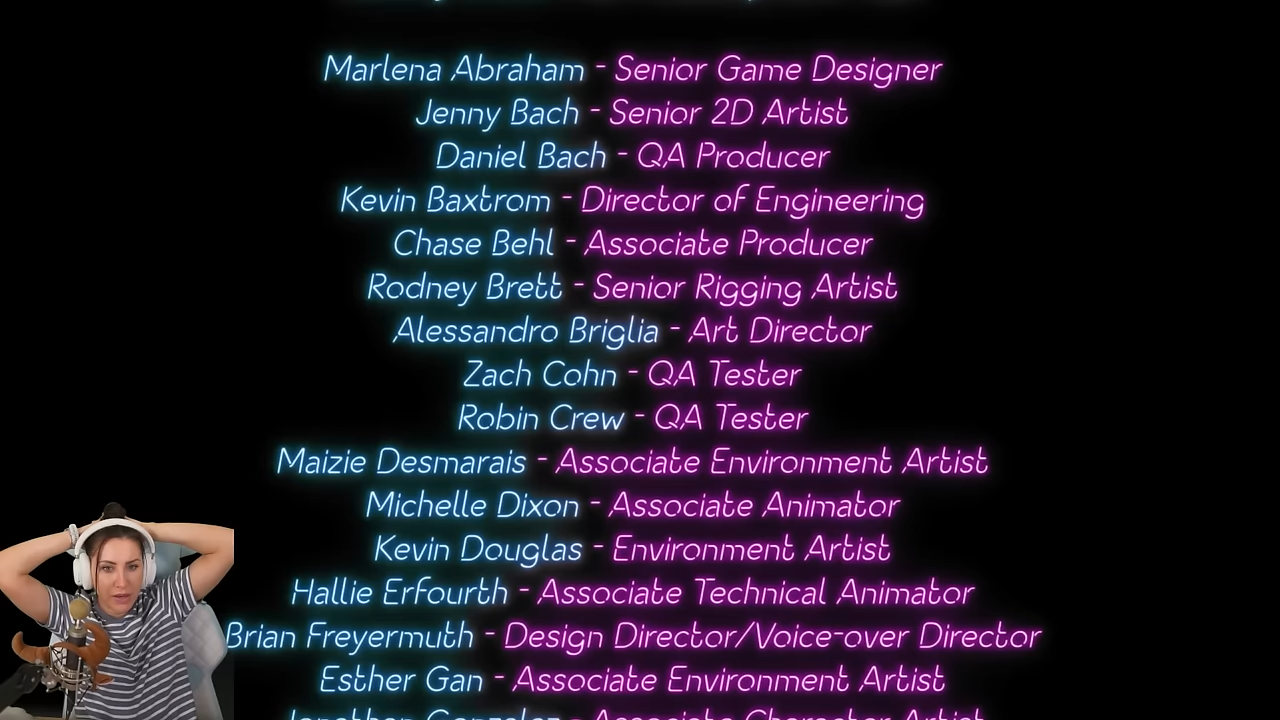 Marlena Abraham - Senior Game Designer
Jenny Bach - Senior 2D Artist
Daniel Bach - QA Producer
Kevin Baxtrom - Director of Engineering
Chase Behl - Associate Producer
Rodney Brett - Senior Rigging Artist
Alessandro Briglia - Art Director
Zach Cohn - QA Tester
Robin Crew - QA Tester
Maizie Desmarais - Associate Environment Artist
Michelle Dixon - Associate Animator
Kevin Douglas - Environment Artist
Hallie Erfourth - Associate Technical Animator
Brian Freyermuth - Design Director/Voice-over Director
Esther Gan - Associate Environment Artist
Jonathan Gonzalez - Associate Character Artist